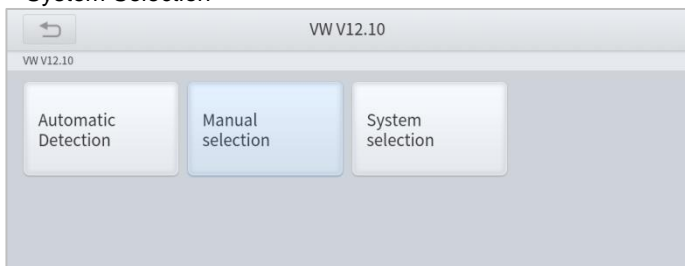 System Selection
VW V12.10
VW V12.10
Automatic
Detection
Manual
selection
System
selection